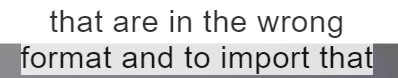 that are in the wrong
format and to import that